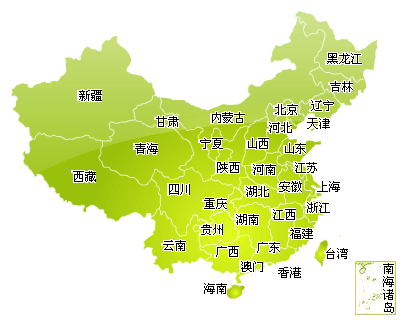 黑龙江
吉林
新疆
辽宁
北京
内蒙古
甘肃
天津
河北
宁夏
山西
青海
山东
陕西
河南
江苏
西藏
四川
安徽
上海
湖北
重庆
浙江
江西
湖南
贵州
福建
云南
广西
广东
台湾
澳门
香港
海南
南海诸岛